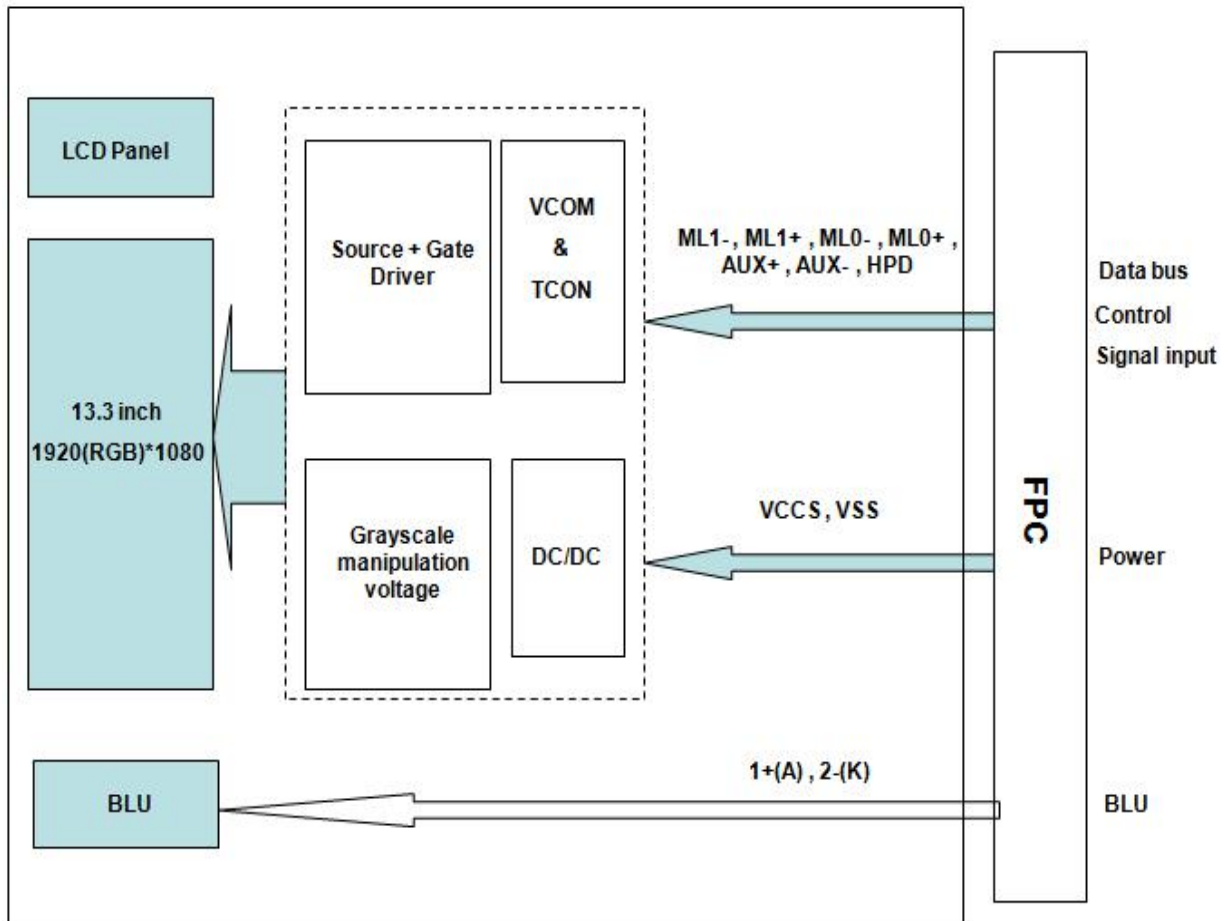 LCD Panel
13.3 inch
1920(RGB)*1080
BLU
Source + Gate
Driver
VCOM
&
TCON
Grayscale
manipulation
voltage
DC/DC
ML1- , ML1+ , ML0- , ML0+ ,
AUX+ , AUX- , HPD
VCCS , VSS
1+(A) , 2-(K)
FPC
Data bus
Control
Signal input
Power
BLU